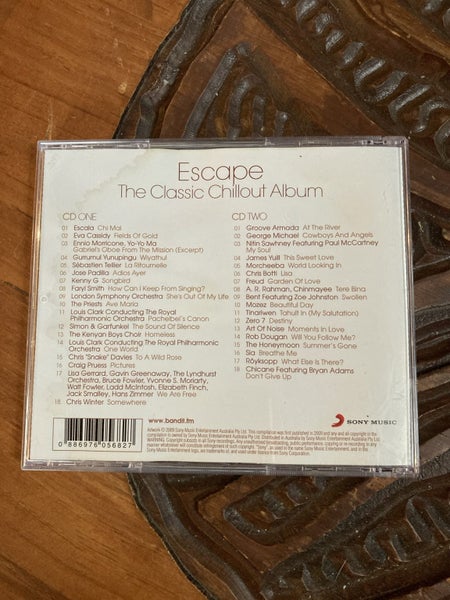 Escape
The Classic Chillout Album
CD ONE
01 Escala Chi Mai
02 Eva Cassidy Fields Of Gold
03 Ennio Morricone, Yo-Yo Ma
Gabriel's Oboe From The Mission (Excerpt)
04 Gurrumul Yunupingu Wiyathul
05 Sébastien Tellier La Ritournelle
06 Jose Padilla Adios Ayer
07 Kenny G Songbird
08 Faryl Smith How Can I Keep From Singing?
09 London Symphony Orchestra She's Out Of My Life
10 The Priests Ave Maria
11 Louis Clark Conducting The Royal
Philharmonic Orchestra Pachelbel's Canon
12 Simon & Garfunkel The Sound Of Silence
13 The Kenyan Boys Choir Homeless
14 Louis Clark Conducting The Royal Philharmonic
Orchestra One World
15 Chris "Snake" Davies To A Wild Rose
16 Craig Pruess Pictures
17 Lisa Gerrard, Gavin Greenaway, The Lyndhurst
Orchestra, Bruce Fowler, Yvonne S. Moriarty,
Walt Fowler, Ladd McIntosh, Elizabeth Finch,
Jack Smalley, Hans Zimmer We Are Free
18 Chris Winter Somewhere
CD TWO
01 Groove Armada At The River
02 George Michael Cowboys And Angels
03 Nitin Sawhney Featuring Paul McCartney
My Soul
04 James Yuill This Sweet Love
05 Morcheeba World Looking In
06 Chris Botti Lisa
07 Freud Garden Of Love
08 A. R. Rahman, Chinmayee Tere Bina
09 Bent Featuring Zoe Johnston Swollen
10 Mozez Beautiful Day
11 Tinariwen Tahult In (My Salutation)
12 Zero 7 Destiny
13 Art Of Noise Moments In Love
14 Rob Dougan Will You Follow Me?
15 The Honeymoon Summer's Gone
16 Sia Breathe Me
17 Röyksopp What Else Is There?
18 Chicane Featuring Bryan Adams
Don't Give Up
0 886976 056827
www.bandit.fm
SONY MUSIC